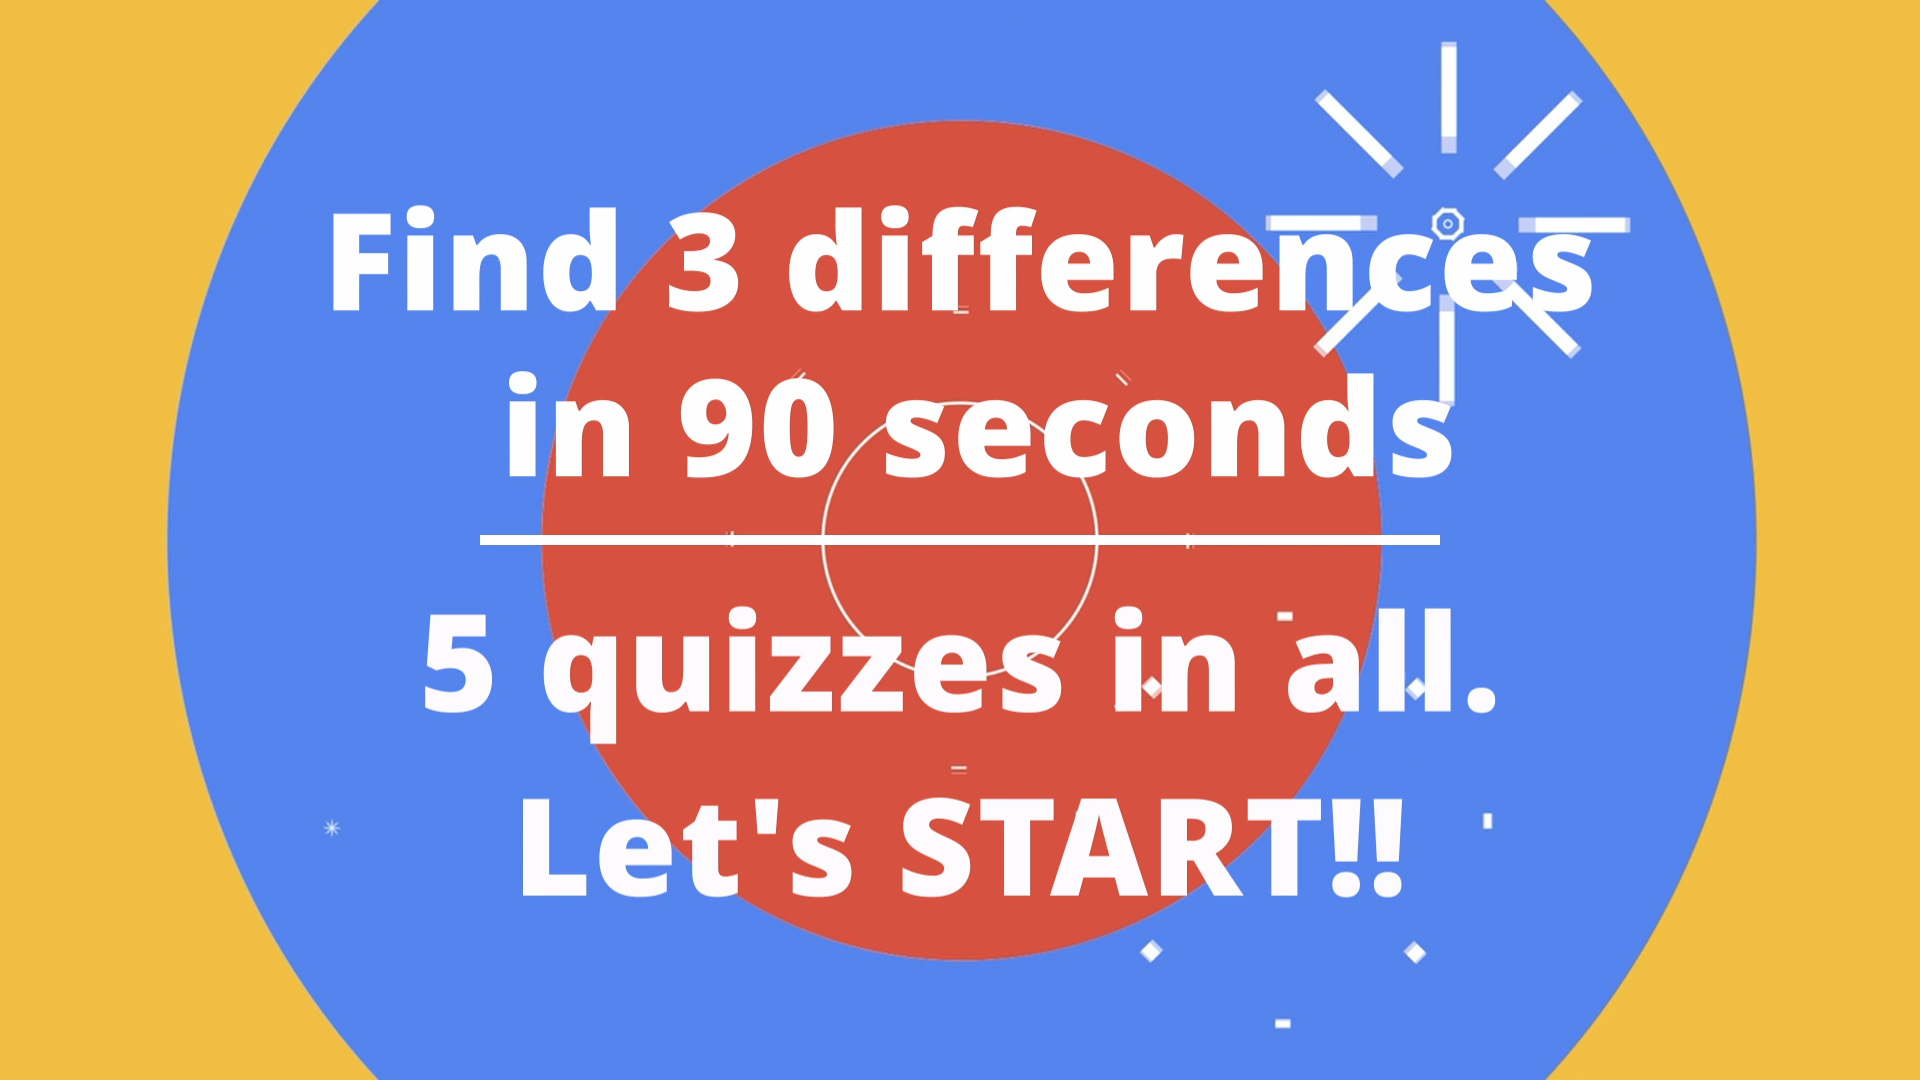 Find 3 differences
in 90 seconds
5 quizzes in all.
Let's START!!